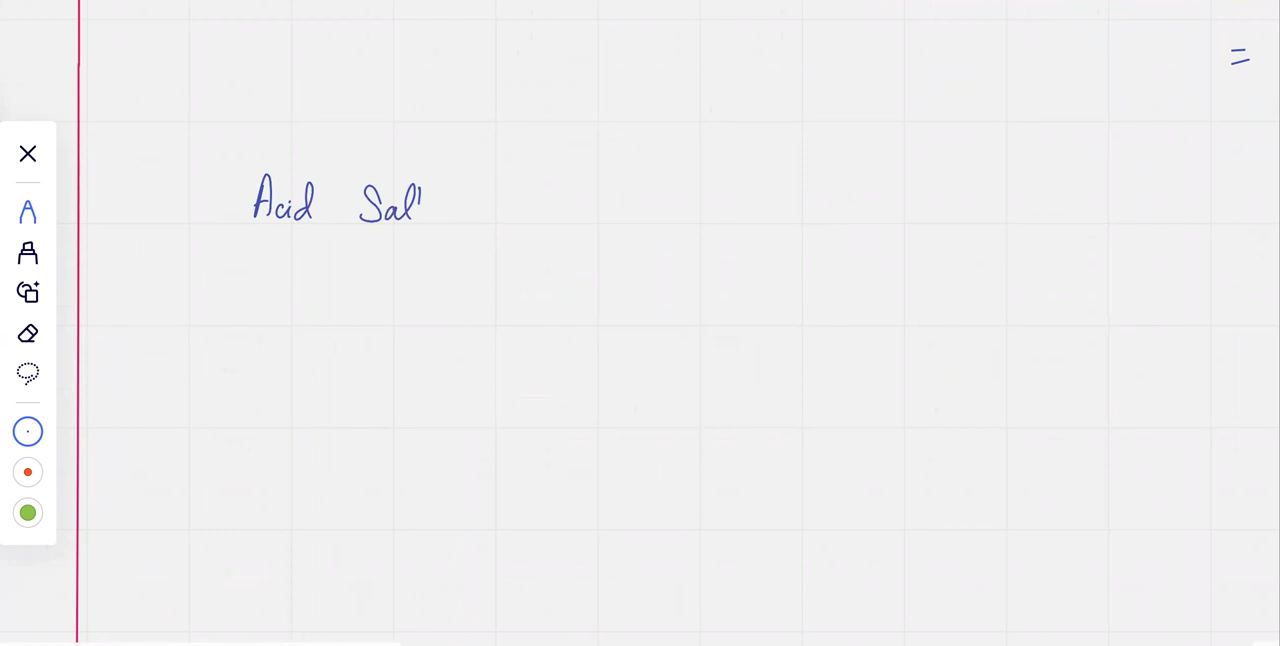 =
Acid Sal'